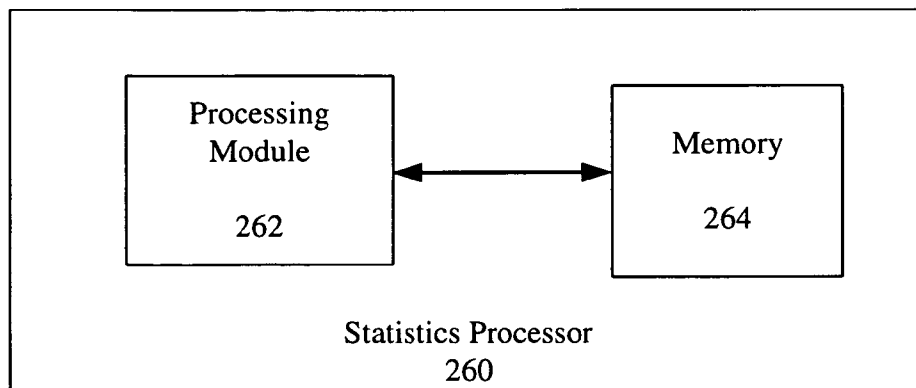 Processing
Module
262
Memory
264
Statistics Processor
260